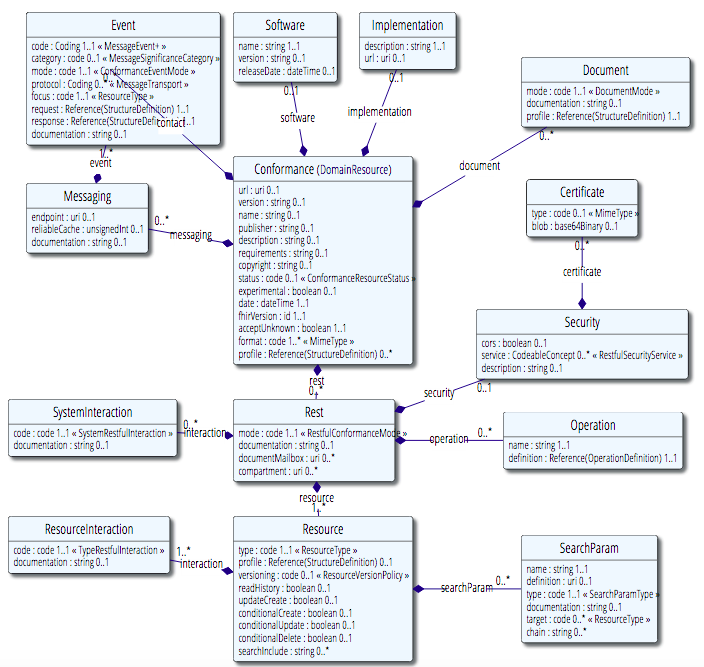 Event
code : Coding 1..1 « MessageEvent+ »
category : code 0..1 « MessageSignificanceCategory »
mode : code 1..1 « ConformanceEventMode »
protocol : Coding 0..* « MessageTransport »
focus : code 1..1 « ResourceType »
request : Reference(StructureDefinition) 1..1
response : Reference(StructureDefinition) 1..1
documentation : string 0..1
Software
name : string 1..1
version : string 0..1
releaseDate : dateTime 0..1
Implementation
description : string 1..1
url : uri 0..1
Document
mode : code 1..1 « DocumentMode »
documentation : string 0..1
profile : Reference(StructureDefinition) 1..1
0..*
contact
0..1
software
0..1
implementation
0..*
document
1..*
event
Messaging
endpoint : uri 0..1
reliableCache : unsignedInt 0..1
documentation : string 0..1
0..*
messaging
Conformance (DomainResource)
url : uri 0..1
version : string 0..1
name : string 0..1
publisher : string 0..1
description : string 0..1
requirements : string 0..1
copyright : string 0..1
status : code 0..1 « ConformanceResourceStatus »
experimental : boolean 0..1
date : dateTime 1..1
fhirVersion : id 1..1
acceptUnknown : boolean 1..1
format : code 1..* « MimeType »
profile : Reference(StructureDefinition) 0..*
Certificate
type : code 0..1 « MimeType »
blob : base64Binary 0..1
0..*
certificate
Security
cors : boolean 0..1
service : CodeableConcept 0..* « RestfulSecurityService »
description : string 0..1
rest
0..*
security
0..1
SystemInteraction
code : code 1..1 « SystemRestfulInteraction »
documentation : string 0..1
0..*
interaction
Rest
mode : code 1..1 « RestfulConformanceMode »
documentation : string 0..1
documentMailbox : uri 0..*
compartment : uri 0..*
operation
0..*
Operation
name : string 1..1
definition : Reference(OperationDefinition) 1..1
resource
1..*
ResourceInteraction
code : code 1..1 « TypeRestfulInteraction »
documentation : string 0..1
1..*
interaction
Resource
type : code 1..1 « ResourceType »
profile : Reference(StructureDefinition) 0..1
versioning : code 0..1 « ResourceVersionPolicy »
readHistory : boolean 0..1
updateCreate : boolean 0..1
conditionalCreate : boolean 0..1
conditionalUpdate : boolean 0..1
conditionalDelete : boolean 0..1
searchInclude : string 0..*
searchParam
0..*
SearchParam
name : string 1..1
definition : uri 0..1
type : code 1..1 « SearchParamType »
documentation : string 0..1
target : code 0..* « ResourceType »
chain : string 0..*